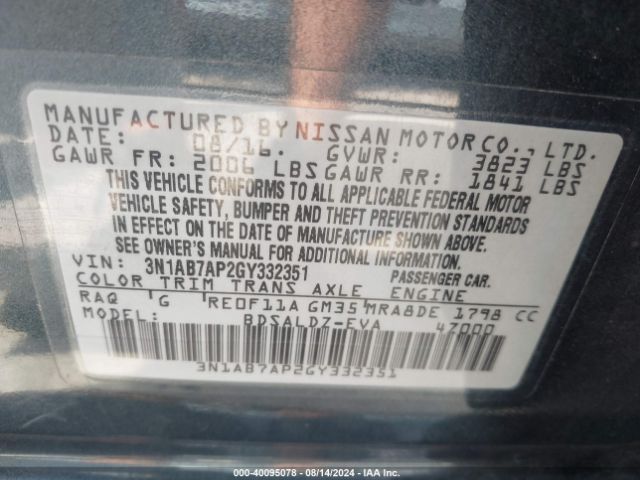 MANUFACTURED BY NISSAN MOTOR CO., LTD.
DATE: 08/16. GVWR: 3823 LBS
GAWR FR: 2006 LBS GAWR RR: 1841 LBS
THIS VEHICLE CONFORMS TO ALL APPLICABLE FEDERAL MOTOR
VEHICLE SAFETY, BUMPER AND THEFT PREVENTION STANDARDS
IN EFFECT ON THE DATE OF MANUFACTURE SHOWN ABOVE.
SEE OWNER'S MANUAL FOR ADDITIONAL INFORMATION.
VIN: 3N1AB7AP2GY332351 PASSENGER CAR.
COLOR TRIM TRANS AXLE ENGINE
RAQ G RE0F11A GM35 MRA8DE 1798 CC
MODEL: BDSALDZ-EVA 47000
3N1AB7AP2GY332351
000-40095078 - 08/14/2024 - IAA Inc.